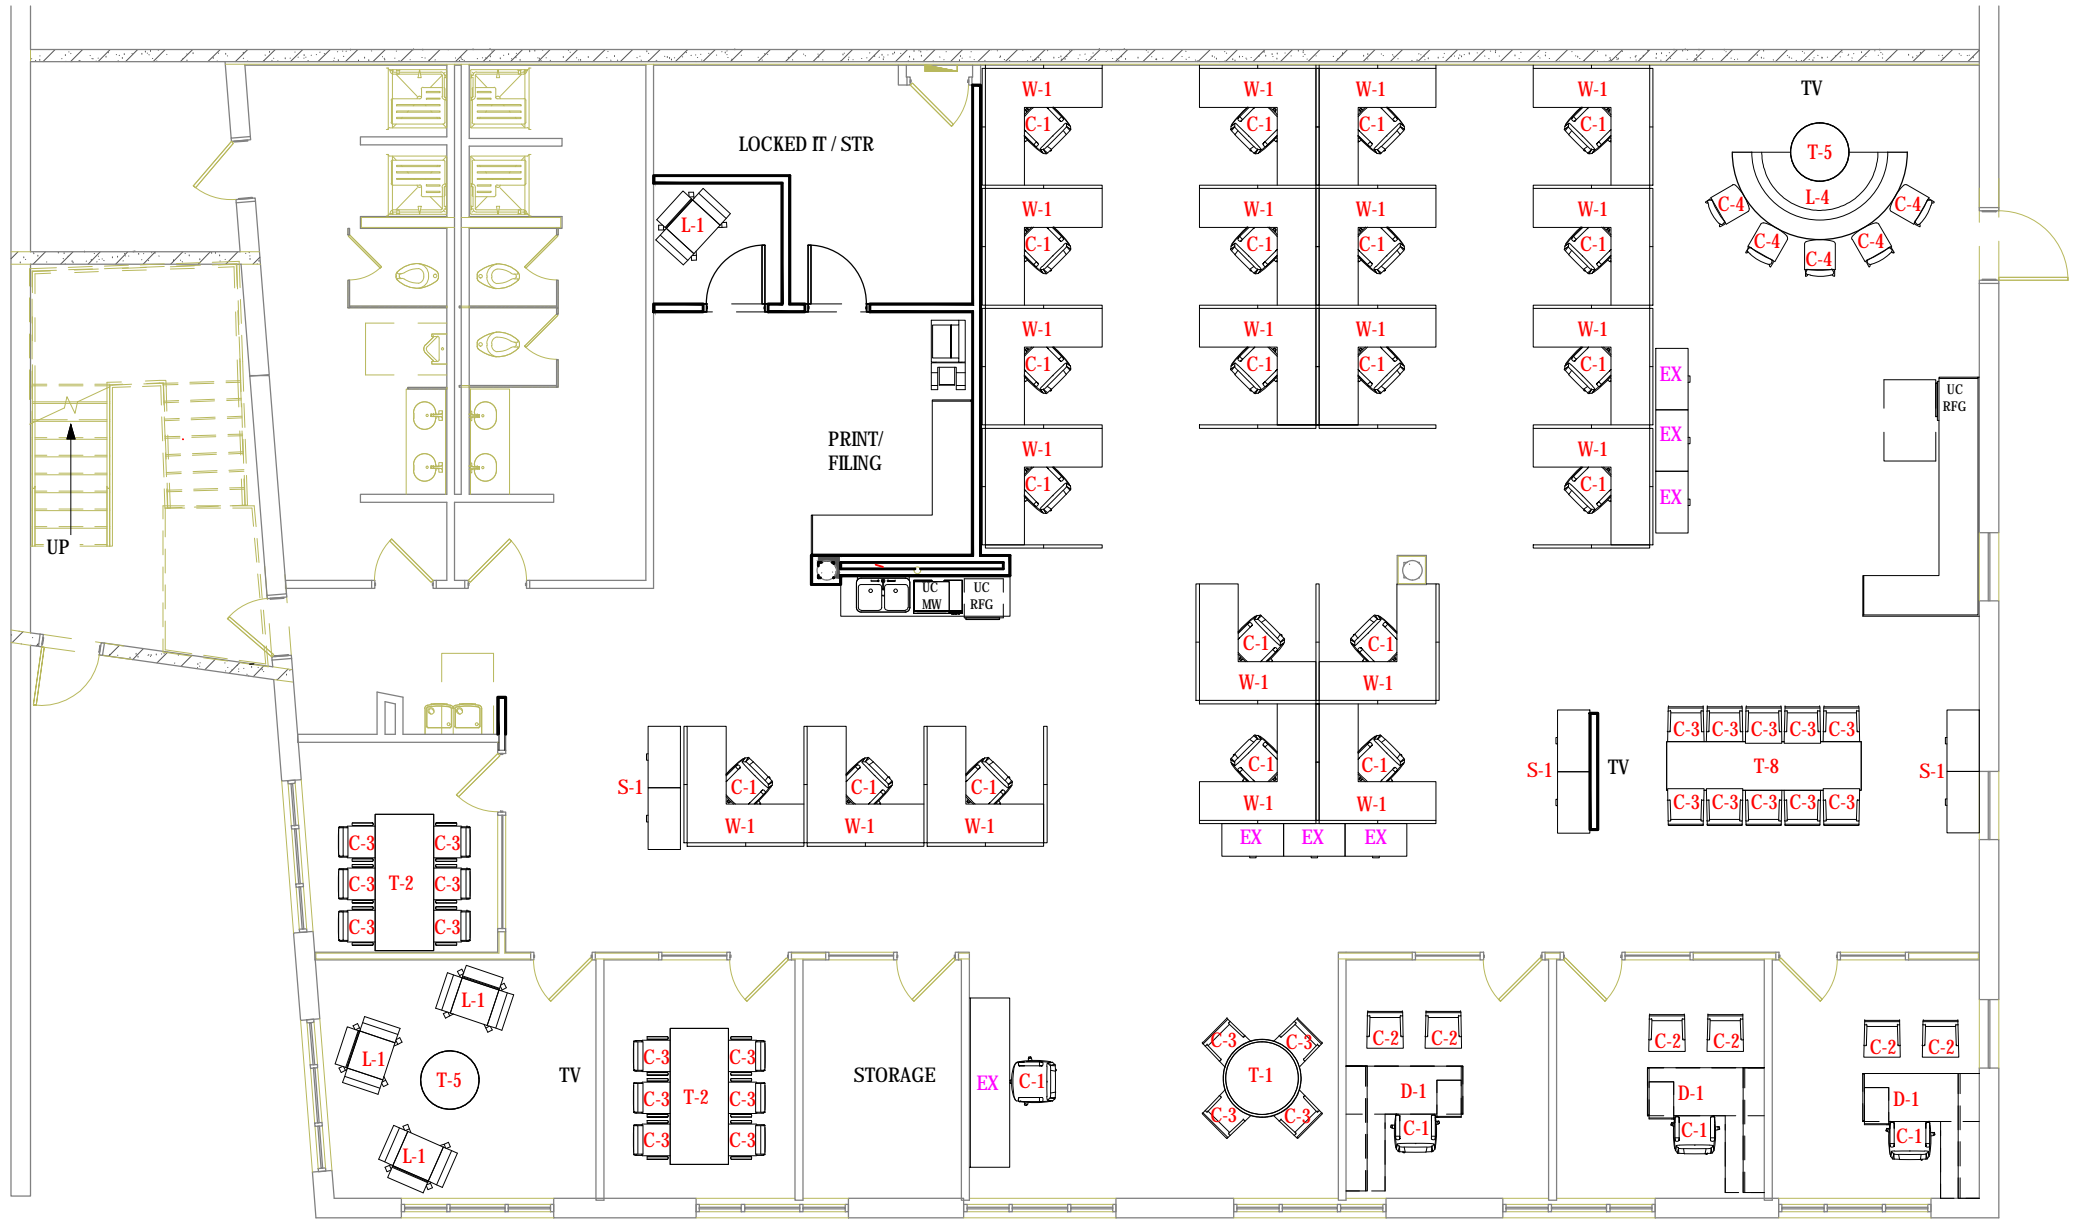 W-1 W-1 W-1 W-1 TV
C-1 C-1 C-1 C-1
LOCKED IT / STR T-5
L-4
W-1 W-1 W-1 W-1 C-4 C-4
L-1
C-1 C-1 C-1 C-1 C-4 C-4
C-4
W-1 W-1 W-1 W-1
C-1 C-1 C-1 C-1 EX
UC
RFG
PRINT/
FILING
W-1 W-1 EX
C-1 C-1 EX
UP
UC
MW
UC
RFG
C-1 C-1
W-1 W-1
C-3 C-3 C-3 C-3 C-3
S-1 C-1 C-1 C-1 C-1 C-1 S-1 TV T-8 S-1
W-1 W-1 W-1 W-1 W-1 C-3 C-3 C-3 C-3 C-3
EX EX EX
C-3 C-3
C-3 T-2 C-3
C-3 C-3
L-1
C-3 C-3 C-2 C-2 C-2 C-2 C-2 C-2
L-1 C-3 C-3
T-5 TV STORAGE EX C-1 T-1
C-3 T-2 C-3 D-1 D-1 D-1
C-3 C-3
L-1 C-3 C-3 C-1 C-1 C-1